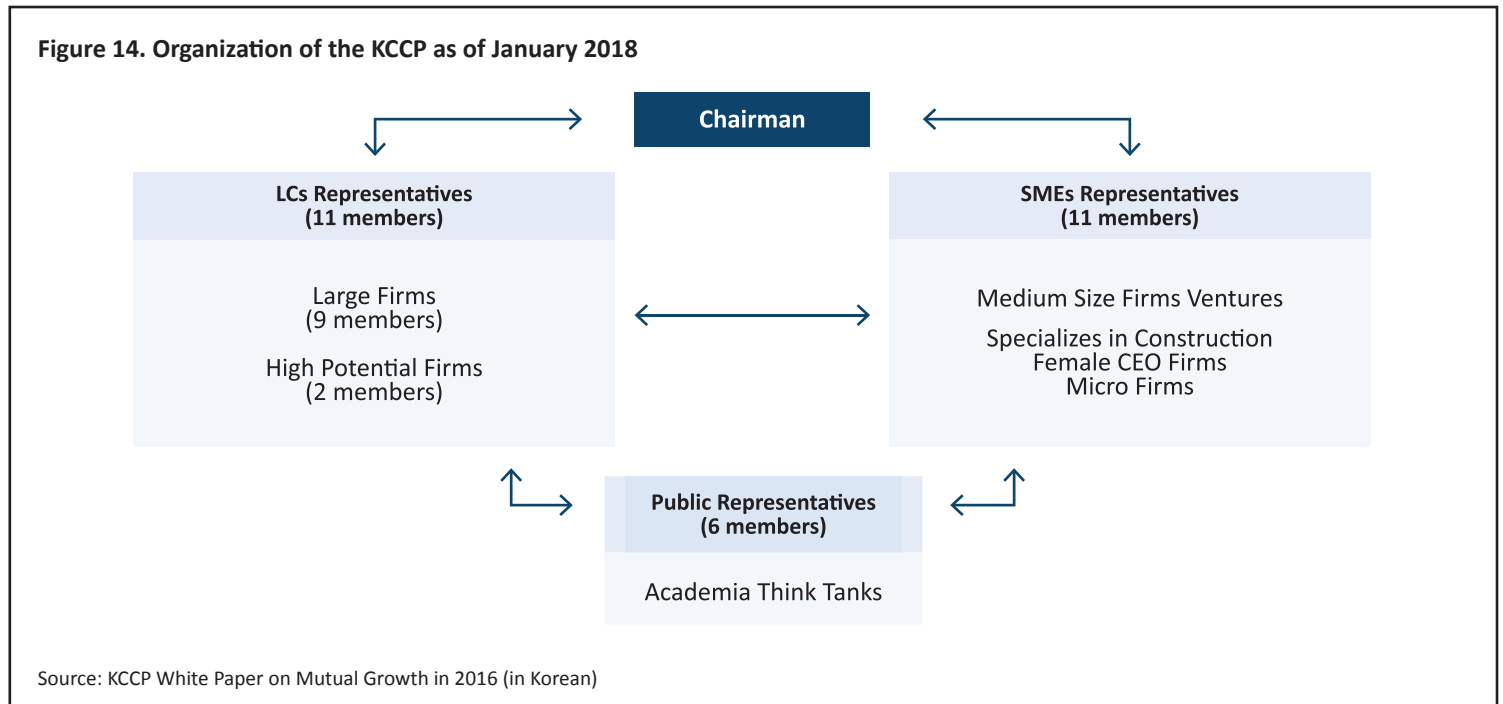 Figure 14. Organization of the KCCP as of January 2018
Chairman
LCs Representatives
(11 members)
Large Firms
(9 members)
High Potential Firms
(2 members)
SMEs Representatives
(11 members)
Medium Size Firms Ventures
Specializes in Construction
Female CEO Firms
Micro Firms
Public Representatives
(6 members)
Academia Think Tanks
Source: KCCP White Paper on Mutual Growth in 2016 (in Korean)